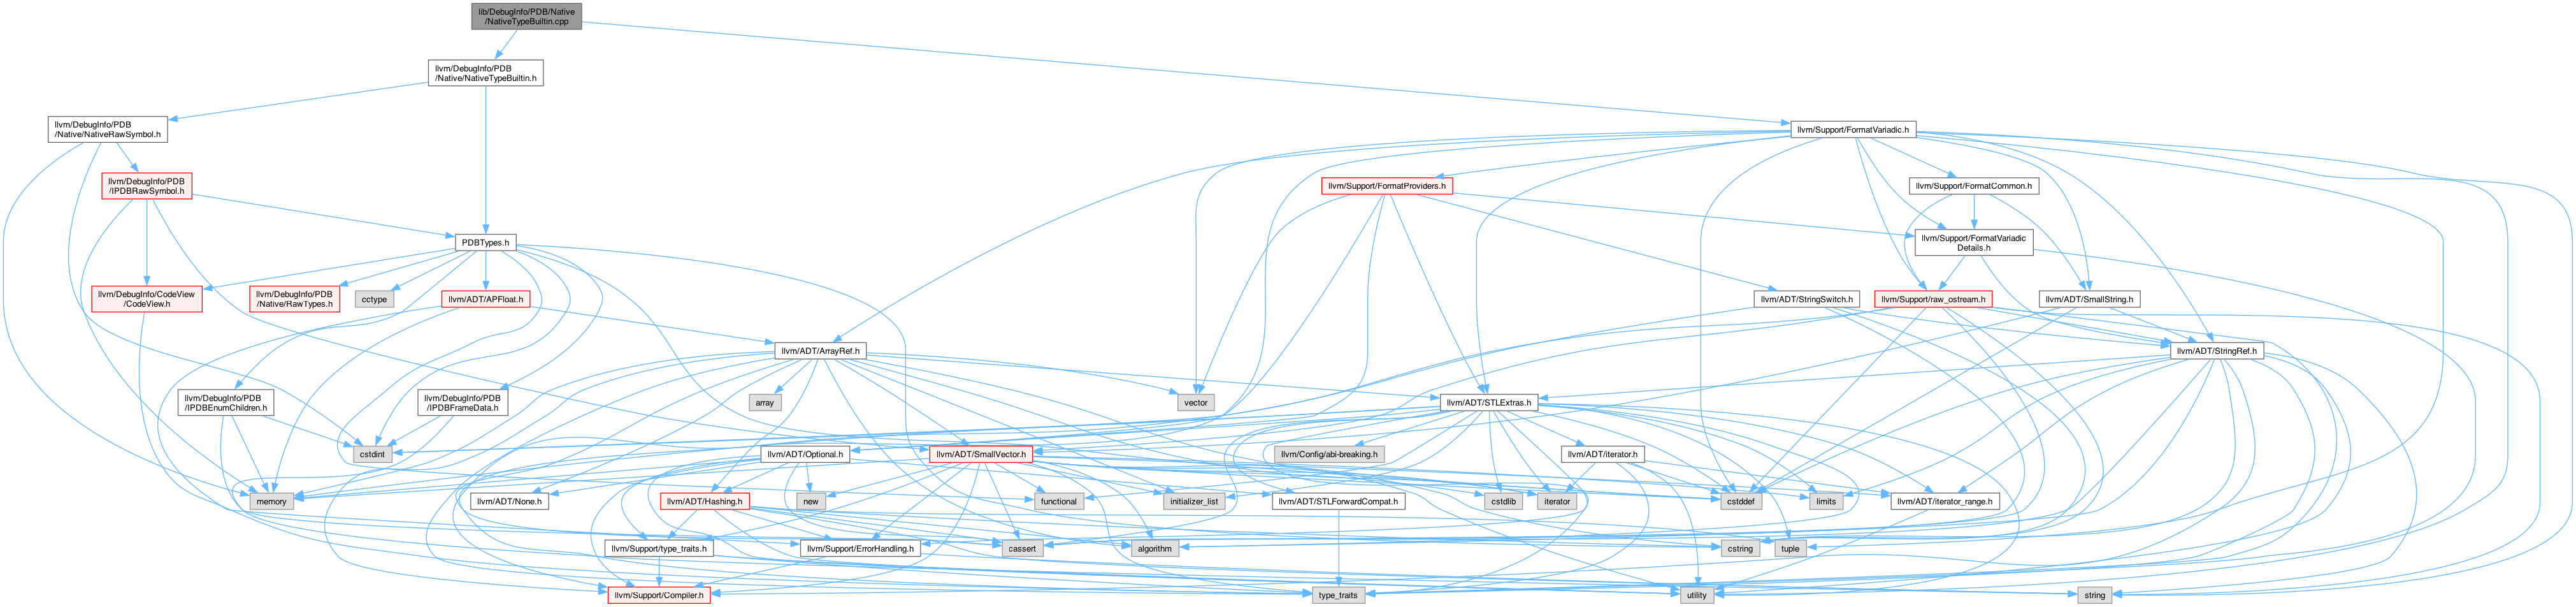 lib/DebugInfo/PDB/Native
/NativeTypeBuiltin.cpp
llvm/DebugInfo/PDB
/Native/NativeTypeBuiltin.h
llvm/DebugInfo/PDB
/Native/NativeRawSymbol.h
llvm/Support/FormatVariadic.h
llvm/DebugInfo/PDB
/IPDBRawSymbol.h
llvm/Support/FormatProviders.h
llvm/Support/FormatCommon.h
PDBTypes.h
llvm/Support/FormatVariadic
Details.h
llvm/DebugInfo/CodeView
/CodeView.h
llvm/DebugInfo/PDB
/Native/RawTypes.h
cctype
llvm/ADT/APFloat.h
llvm/ADT/StringSwitch.h
llvm/Support/raw_ostream.h
llvm/ADT/SmallString.h
llvm/ADT/ArrayRef.h
llvm/ADT/StringRef.h
llvm/DebugInfo/PDB
/IPDBEnumChildren.h
llvm/DebugInfo/PDB
/IPDBFrameData.h
array
vector
llvm/ADT/STLExtras.h
cstdint
llvm/ADT/Optional.h
llvm/ADT/SmallVector.h
llvm/Config/abi-breaking.h
llvm/ADT/iterator.h
memory
llvm/ADT/None.h
llvm/ADT/Hashing.h
new
functional
initializer_list
llvm/ADT/STLForwardCompat.h
cstdlib
iterator
cstddef
limits
llvm/ADT/iterator_range.h
llvm/Support/type_traits.h
llvm/Support/ErrorHandling.h
cassert
algorithm
cstring
tuple
llvm/Support/Compiler.h
type_traits
utility
string